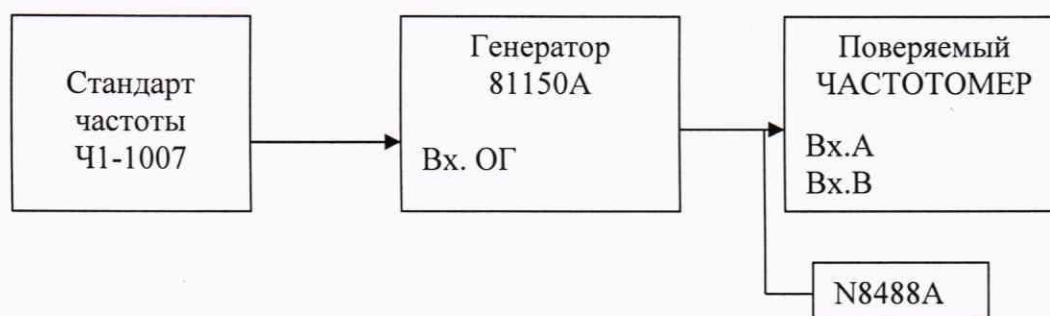 Стандарт
частоты
Ч1-1007
Генератор
81150А
Вх. ОГ
Поверяемый
ЧАСТОТОМЕР
Вх.А
Вх.В
N8488A